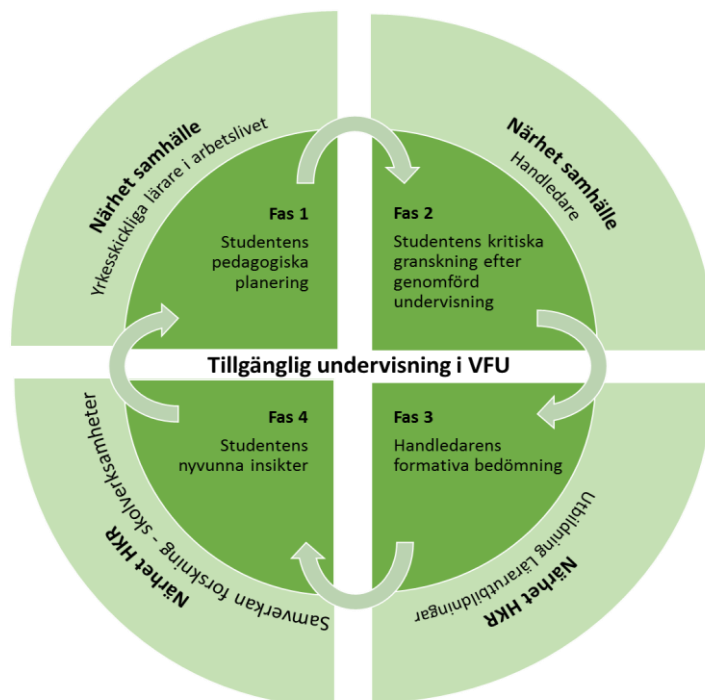 Närhet samhälle
Yrkesskickliga lärare i arbetslivet
Närhet samhälle
Handledare
Fas 1
Studentens
pedagogiska
planering
Fas 2
Studentens kritiska
granskning efter
genomförd
undervisning
Tillgänglig undervisning i VFU
Fas 4
Studentens
nyvunna insikter
Fas 3
Handledarens
formativa bedömning
Närhet HKR
Samverkan forskning - skolverksamheter
Utbildning Lärarutbildningar
Närhet HKR